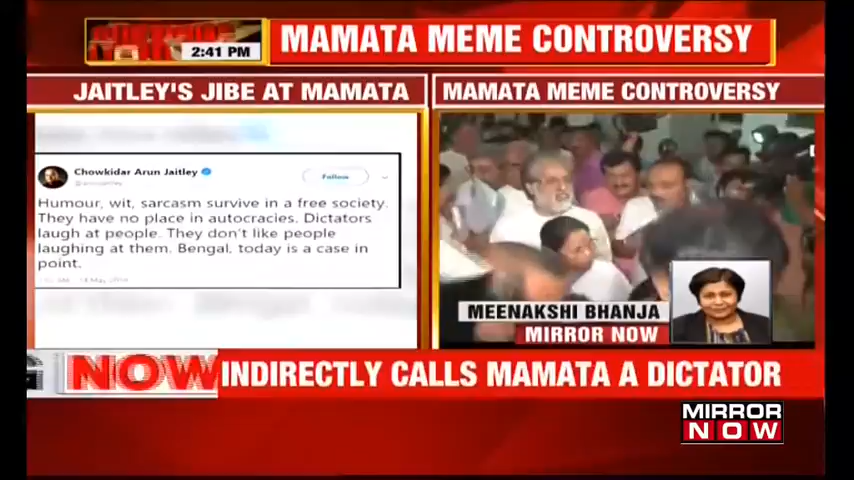 2:41 PM
MAMATA MEME CONTROVERSY
JAITLEY'S JIBE AT MAMATA
MAMATA MEME CONTROVERSY
Chowkidar Arun Jaitley
@arunjaitley
Follow
Humour, wit, sarcasm survive in a free society.
They have no place in autocracies. Dictators
laugh at people. They don't like people
laughing at them. Bengal, today is a case in
point.
MEENAKSHI BHANJA
MIRROR NOW
NOW
INDIRECTLY CALLS MAMATA A DICTATOR
MIRROR
NOW